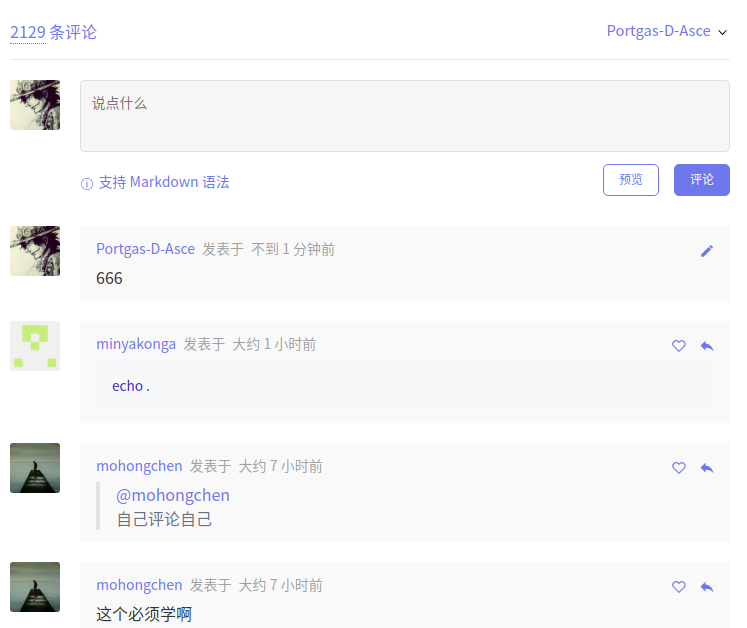 2129 条评论
Portgas-D-Asce
说点什么
支持 Markdown 语法
预览
评论
Portgas-D-Asce 发表于 不到 1 分钟前
666
minyakonga 发表于 大约 1 小时前
echo .
mohongchen 发表于 大约 7 小时前
@mohongchen
自己评论自己
mohongchen 发表于 大约 7 小时前
这个必须学啊